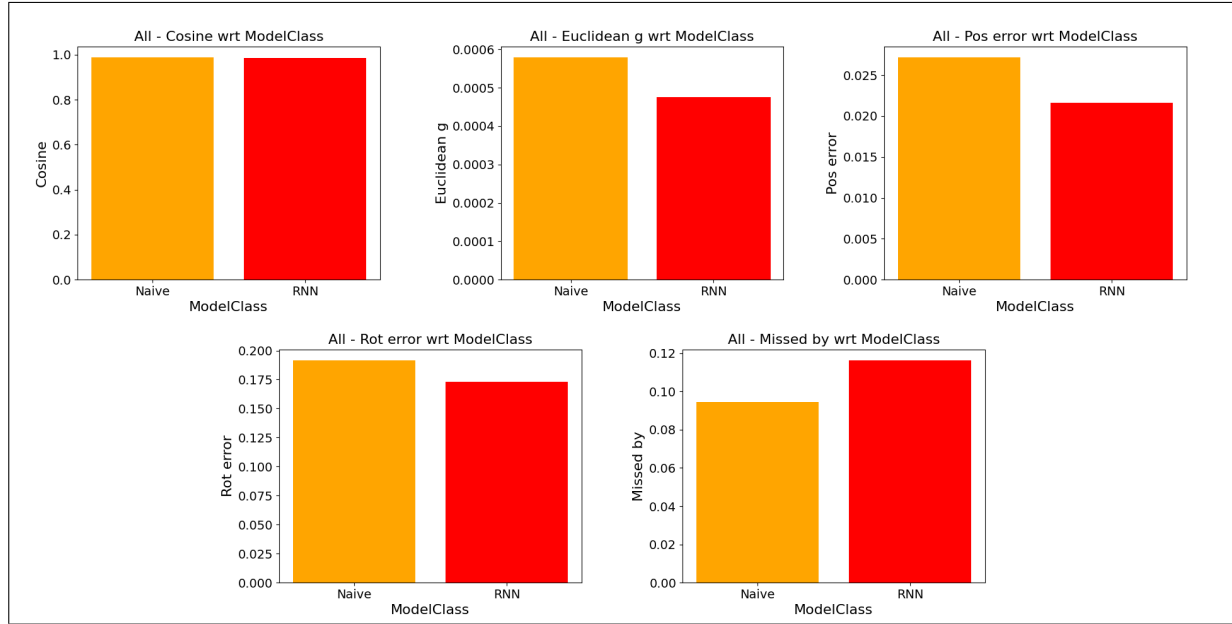 All - Cosine wrt ModelClass
1.0
0.8
0.6
0.4
0.2
0.0
Cosine
Naive
RNN
ModelClass
All - Euclidean g wrt ModelClass
0.0006
0.0005
0.0004
0.0003
0.0002
0.0001
0.0000
Euclidean g
Naive
RNN
ModelClass
All - Pos error wrt ModelClass
0.025
0.020
0.015
0.010
0.005
0.000
Pos error
Naive
RNN
ModelClass
All - Rot error wrt ModelClass
0.200
0.175
0.150
0.125
0.100
0.075
0.050
0.025
0.000
Rot error
Naive
RNN
ModelClass
All - Missed by wrt ModelClass
0.12
0.10
0.08
0.06
0.04
0.02
0.00
Missed by
Naive
RNN
ModelClass